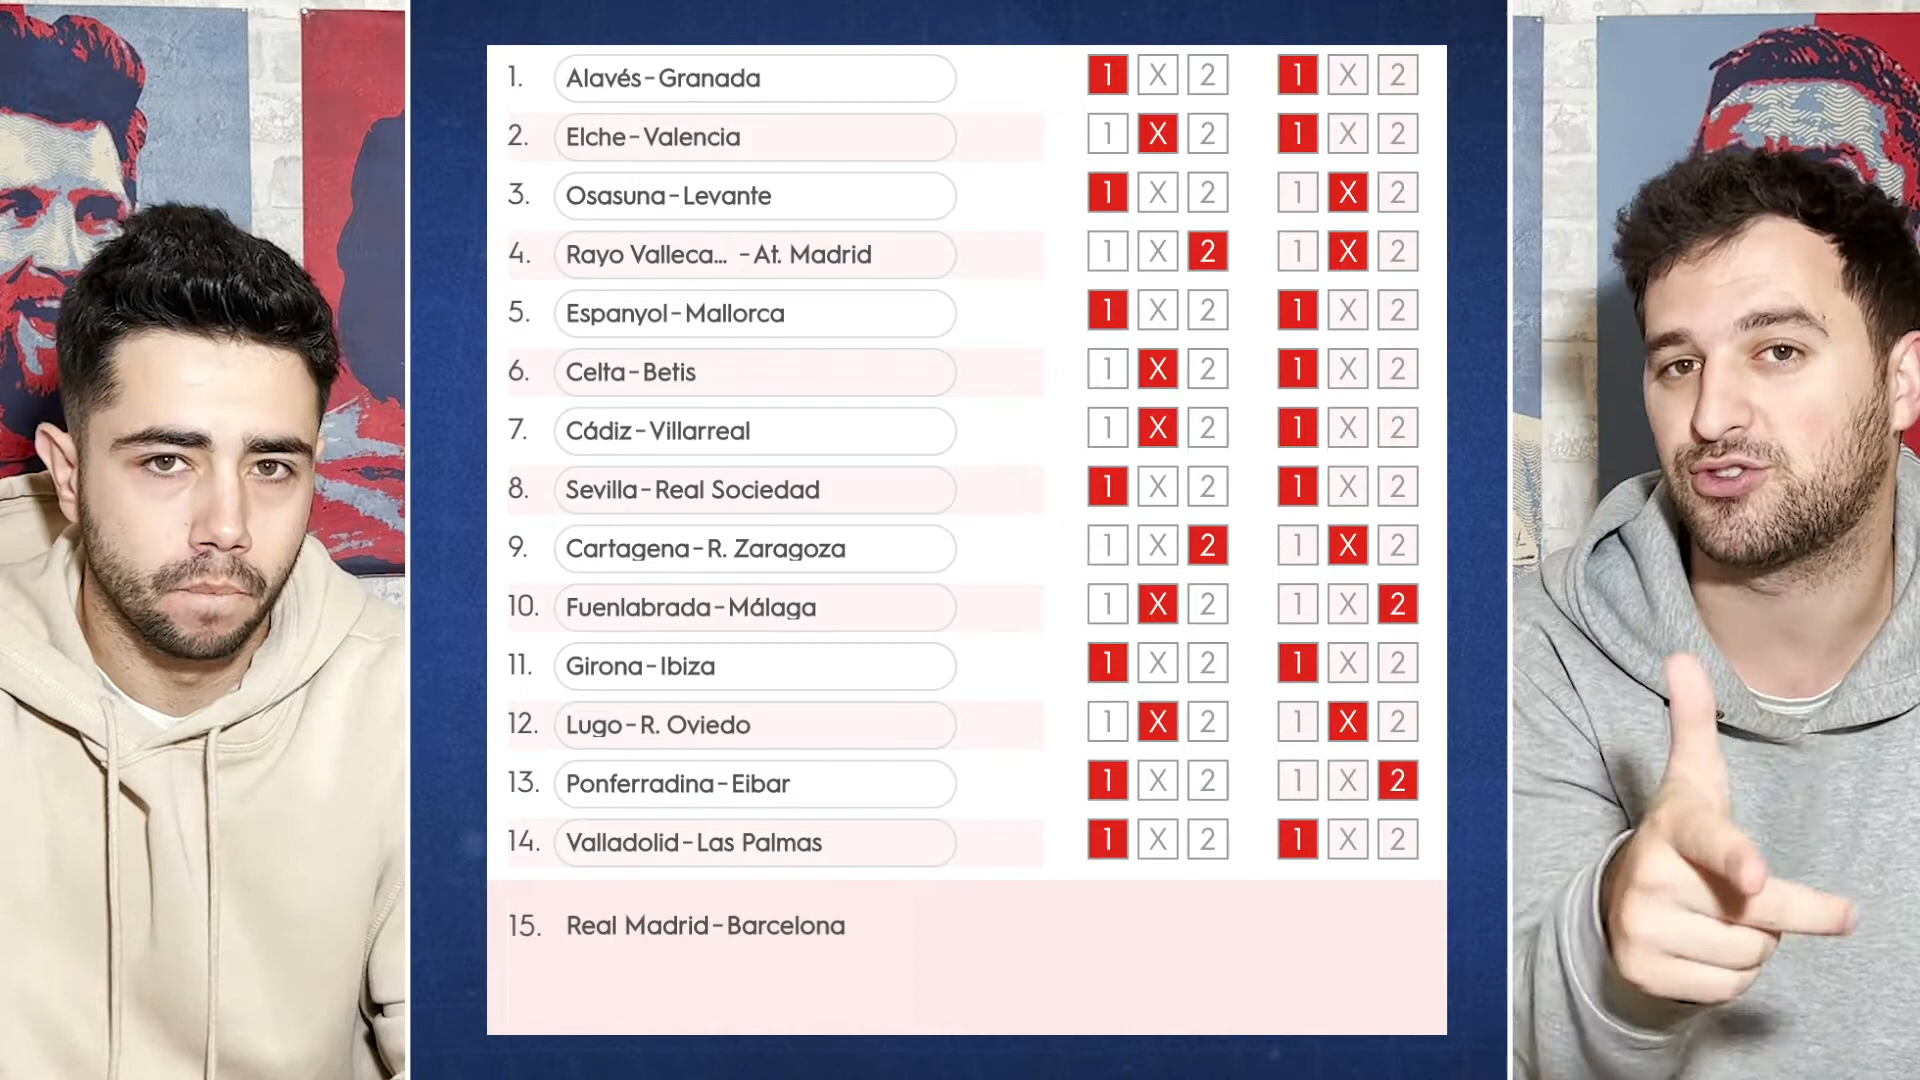 1. Alavés - Granada 1 X 2 1 X 2
2. Elche - Valencia 1 X 2 1 X 2
3. Osasuna - Levante 1 X 2 1 X 2
4. Rayo Valleca... - At. Madrid 1 X 2 1 X 2
5. Espanyol - Mallorca 1 X 2 1 X 2
6. Celta - Betis 1 X 2 1 X 2
7. Cádiz - Villarreal 1 X 2 1 X 2
8. Sevilla - Real Sociedad 1 X 2 1 X 2
9. Cartagena - R. Zaragoza 1 X 2 1 X 2
10. Fuenlabrada - Málaga 1 X 2 1 X 2
11. Girona - Ibiza 1 X 2 1 X 2
12. Lugo - R. Oviedo 1 X 2 1 X 2
13. Ponferradina - Eibar 1 X 2 1 X 2
14. Valladolid - Las Palmas 1 X 2 1 X 2
15. Real Madrid - Barcelona